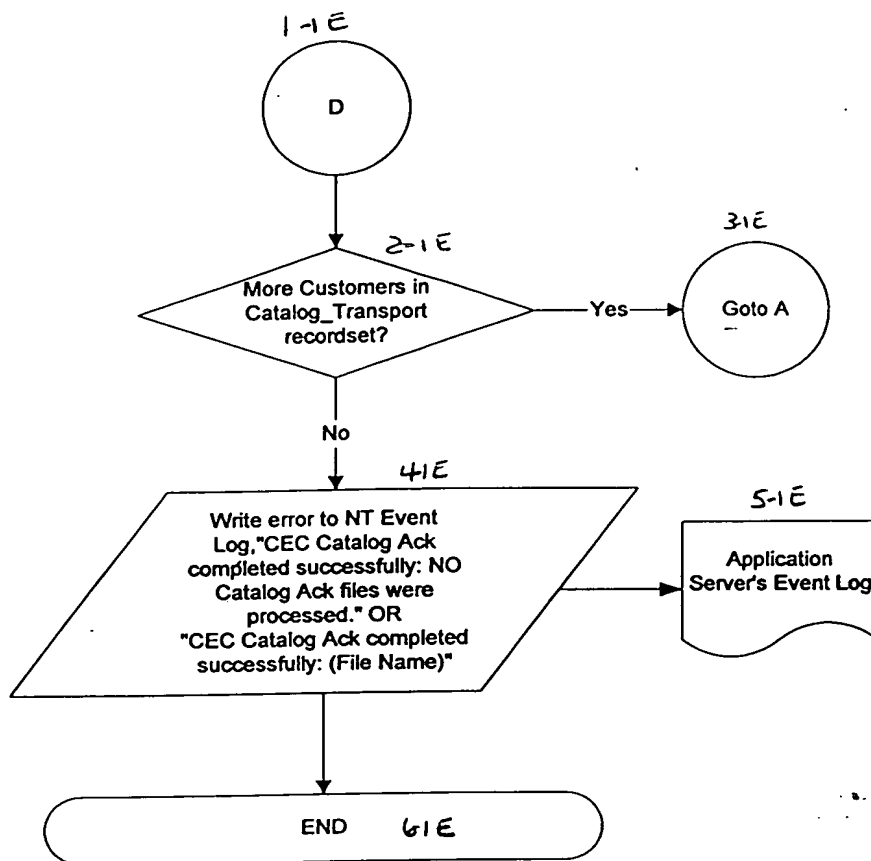 1-1E
D
2-1E
More Customers in
Catalog_Transport
recordset?
Yes
3-1E
Goto A
No
4-1E
Write error to NT Event
Log,"CEC Catalog Ack
completed successfully: NO
Catalog Ack files were
processed." OR
"CEC Catalog Ack completed
successfully: (File Name)"
5-1E
Application
Server's Event Log
END 6-1E